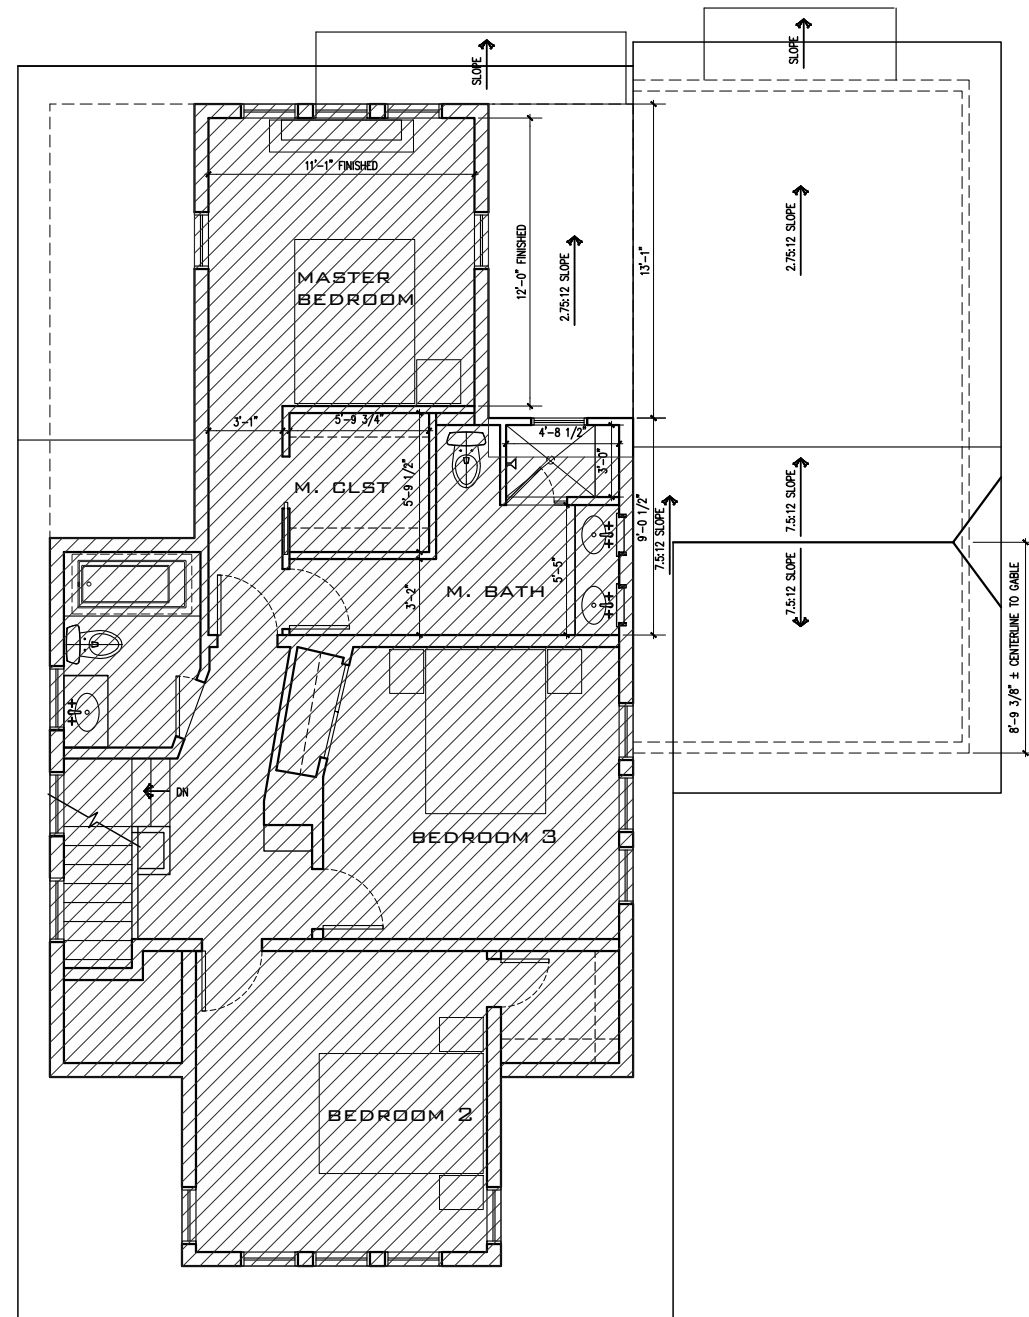 SLOPE
SLOPE
11'-1" FINISHED
12'-0" FINISHED
2.75:12 SLOPE
13'-1"
2.75:12 SLOPE
MASTER
BEDROOM
3'-1"
5'-9 3/4"
4'-8 1/2"
3'-0"
5'-9 1/2"
M. CLST
9'-0 1/2"
7.5:12 SLOPE
7.5:12 SLOPE
7.5:12 SLOPE
3'-2"
M. BATH
5'-5"
8'-9 3/8" ± CENTERLINE TO GABLE
DN
BEDROOM 3
BEDROOM 2